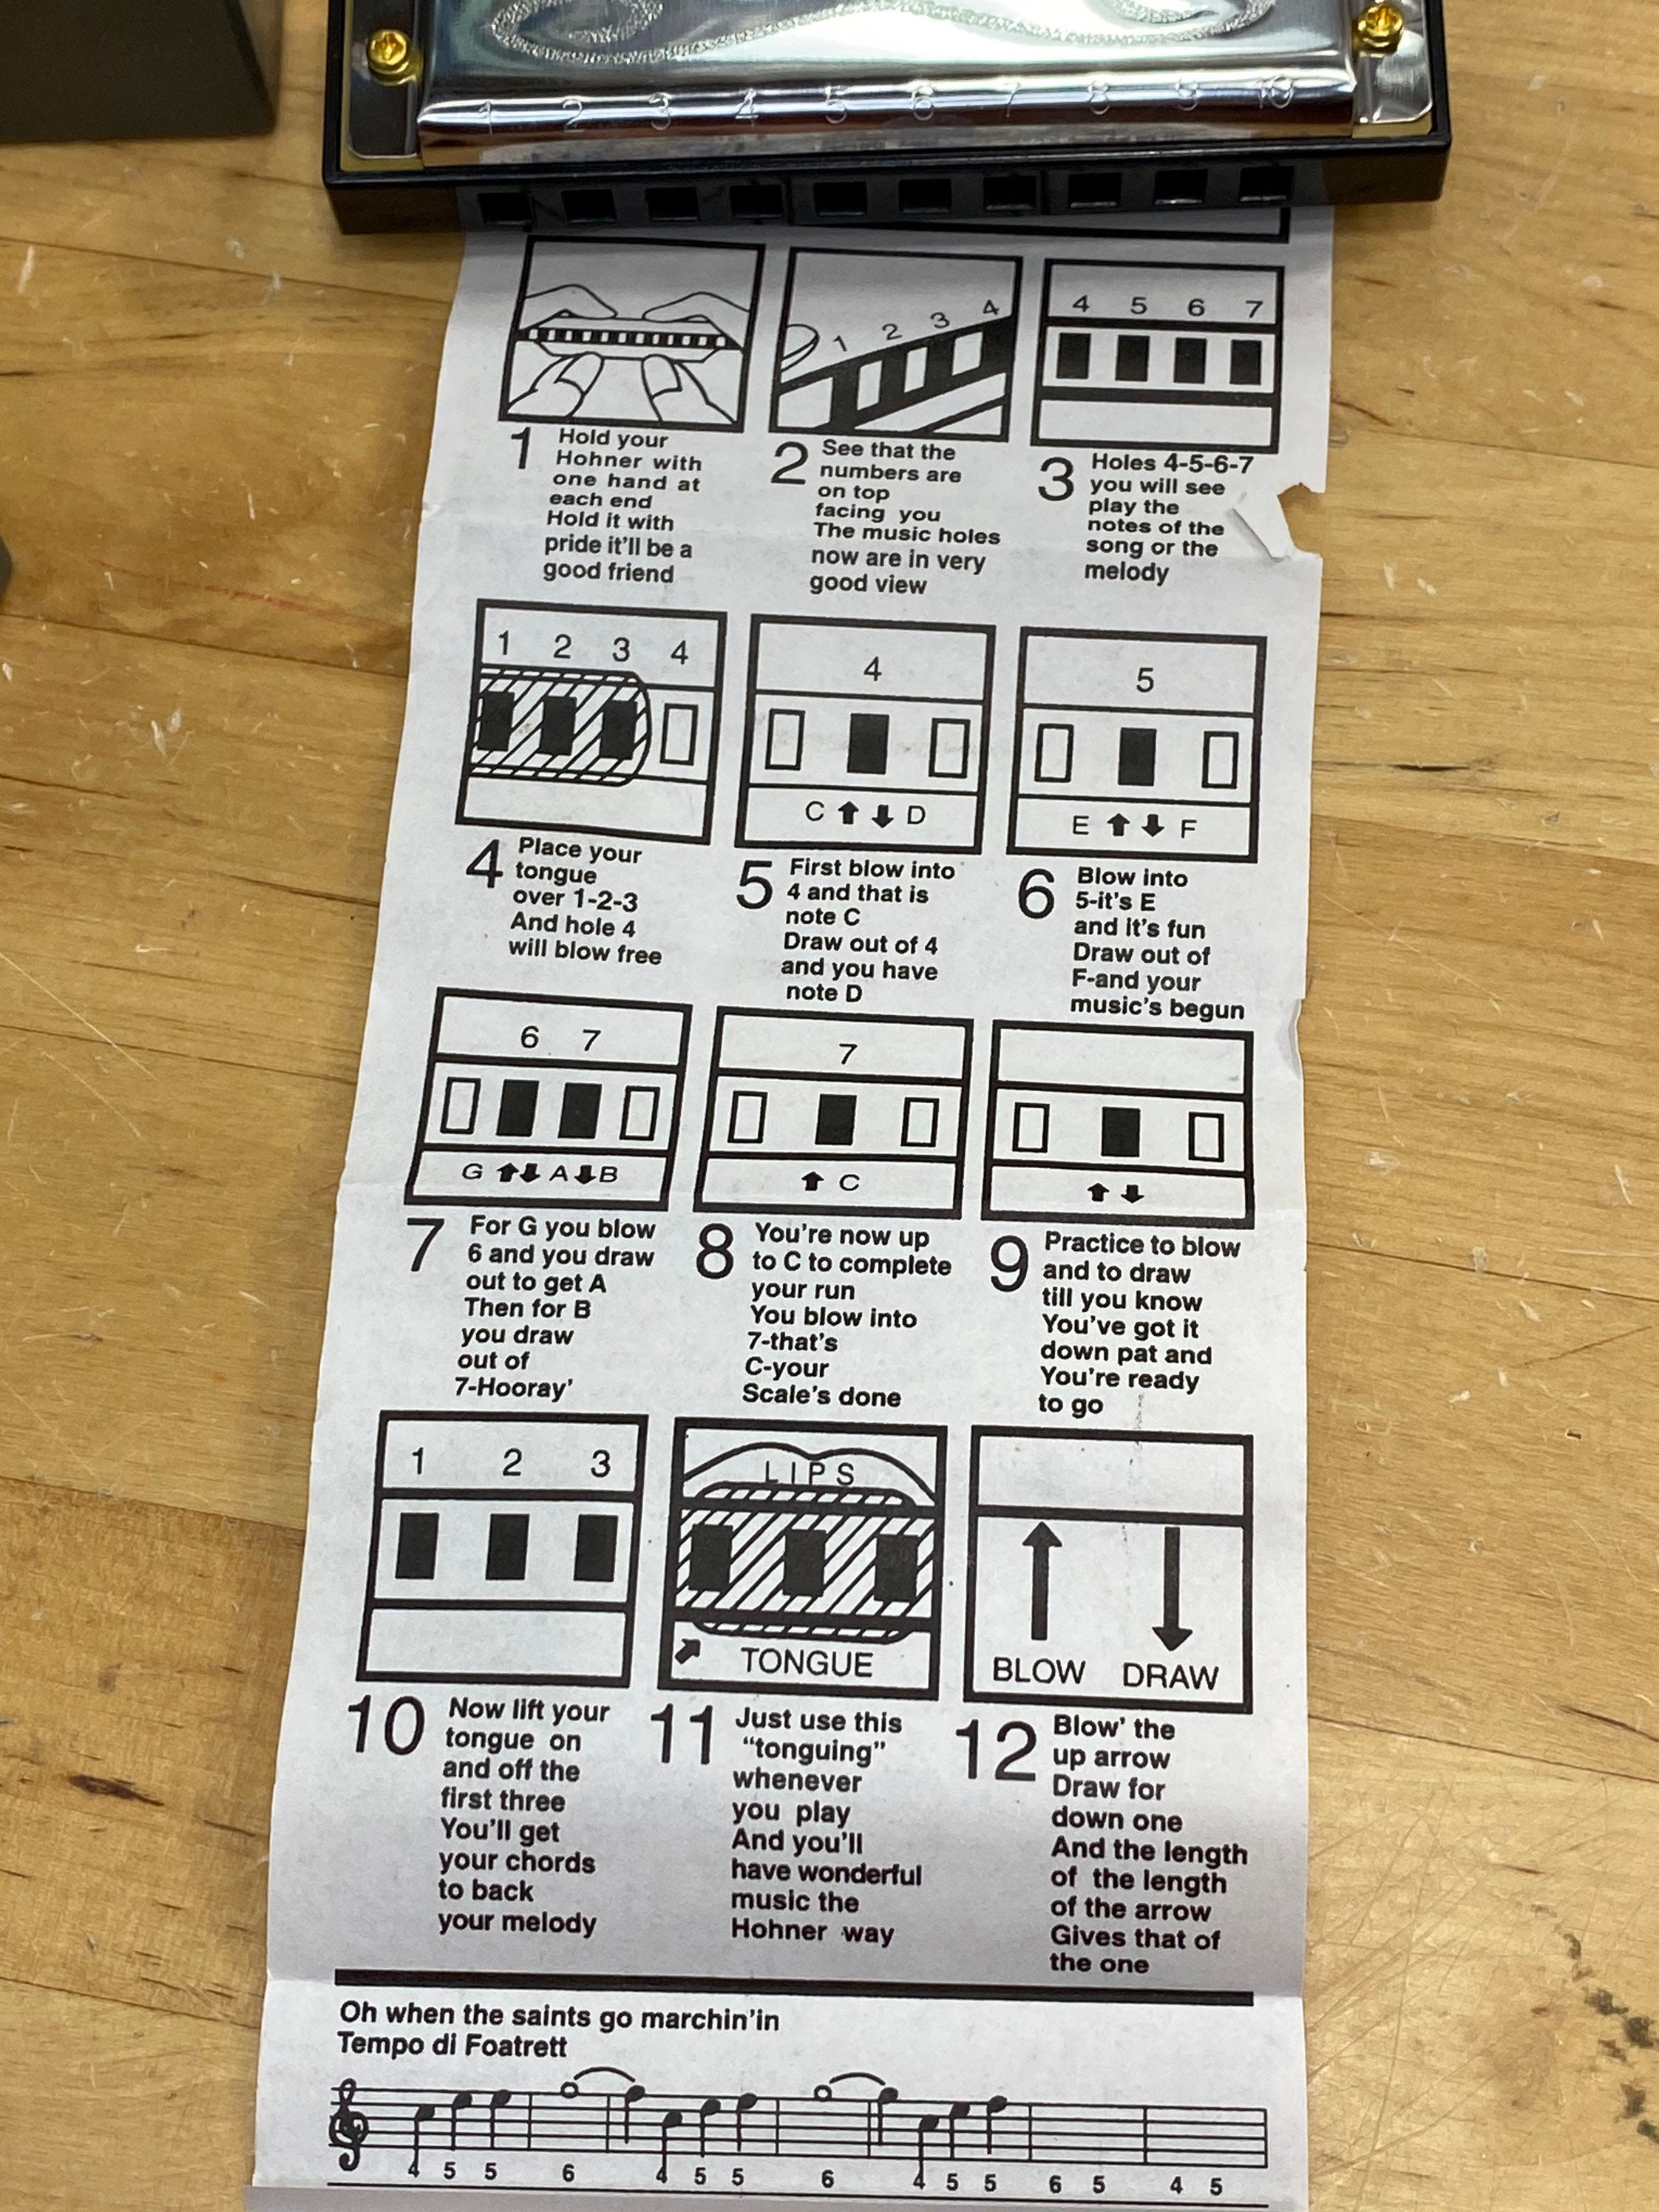 1 2 3 4 5 6 7 8 9 10
1 2 3 4
4 5 6 7
1 Hold your
Hohner with
one hand at
each end
Hold it with
pride it'll be a
good friend
2 See that the
numbers are
on top
facing you
The music holes
now are in very
good view
3 Holes 4-5-6-7
you will see
play the
notes of the
song or the
melody
1 2 3 4
4
C D
5
E F
4 Place your
tongue
over 1-2-3
And hole 4
will blow free
5 First blow into
4 and that is
note C
Draw out of 4
and you have
note D
6 Blow into
5-it's E
and it's fun
Draw out of
F-and your
music's begun
6 7
G A B
7
C
7 For G you blow
6 and you draw
out to get A
Then for B
you draw
out of
7-Hooray'
8 You're now up
to C to complete
your run
You blow into
7-that's
C-your
Scale's done
9 Practice to blow
and to draw
till you know
You've got it
down pat and
You're ready
to go
1 2 3
LIPS
TONGUE
BLOW DRAW
10 Now lift your
tongue on
and off the
first three
You'll get
your chords
to back
your melody
11 Just use this
"tonguing"
whenever
you play
And you'll
have wonderful
music the
Hohner way
12 Blow' the
up arrow
Draw for
down one
And the length
of the length
of the arrow
Gives that of
the one
Oh when the saints go marchin'in
Tempo di Foatrett
4 5 5 6 4 5 5 6 4 5 5 6 5 4 5